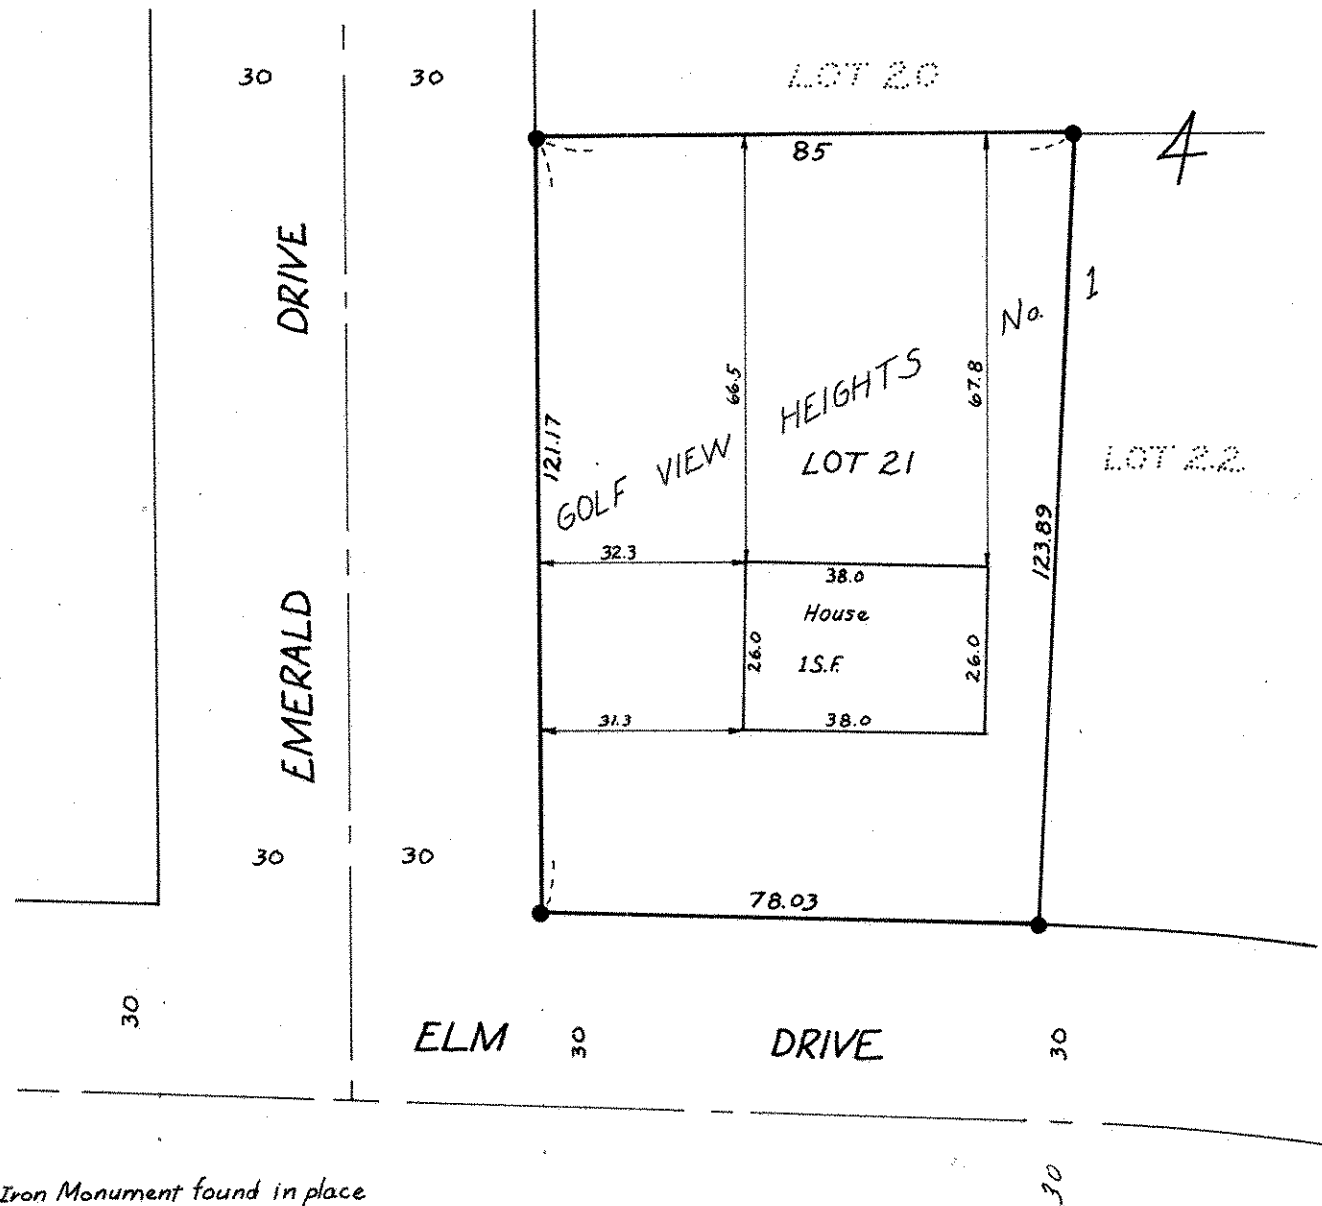 30 30 LOT 20
4
85
DRIVE
1
No.
HEIGHTS
66.5 67.8
121.17
VIEW
LOT 21 LOT 22
GOLF
123.89
32.3
38.0
House
EMERALD
26.0 1S.F. 26.0
31.3 38.0
30 30
78.03
30
ELM 30 DRIVE 30
30
Iron Monument found in place